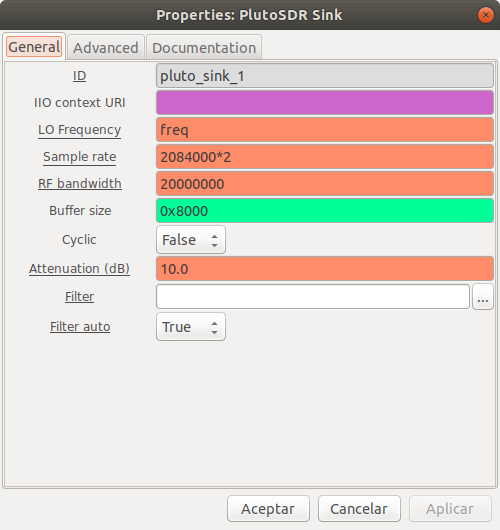 Properties: PlutoSDR Sink
General Advanced Documentation
ID pluto_sink_1
IIO context URI
LO Frequency freq
Sample rate 2084000*2
RF bandwidth 20000000
Buffer size 0x8000
Cyclic False
Attenuation (dB) 10.0
Filter ...
Filter auto True
Aceptar Cancelar Aplicar